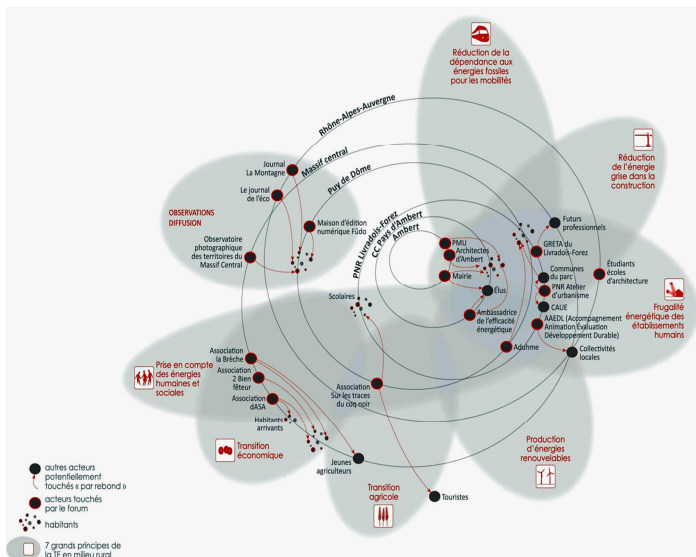 Réduction de la
dépendance aux
énergies fossiles
pour les mobilités
Rhône-Alpes-Auvergne
Massif central
Puy de Dôme
PNR Livradois-Forez
CC Pays d'Ambert
Ambert
Réduction
de l'énergie
grise dans la
construction
Journal
La Montagne
Le journal
de l'éco
OBSERVATIONS
DIFFUSION
Maison d'édition
numérique Fûdo
Observatoire
photographique
des territoires du
Massif Central
Futurs
professionnels
PMU
Architectes
d'Ambert
Mairie
GRETA du
Livradois-Forez
Étudiants
écoles
d'architecture
Communes
du parc
PNR Atelier
d'urbanisme
CAUE
Élus
Scolaires
Ambassadrice
de l'efficacité
énergétique
AAEDL (Accompagnement
Animation Évaluation
Développement Durable)
Frugalité
énergétique des
établissements
humains
Collectivités
locales
Aduhme
Association
la Brèche
Association
2 Bien
fêteur
Association
dASA
Prise en compte
des énergies
humaines et
sociales
Association
Sur les traces
du coq noir
Habitants
arrivants
Transition
économique
Jeunes
agriculteurs
Transition
agricole
Touristes
Production
d'énergies
renouvelables
autres acteurs
potentiellement
touchés « par rebond »
acteurs touchés
par le forum
habitants
7 grands principes de
la TE en milieu rural